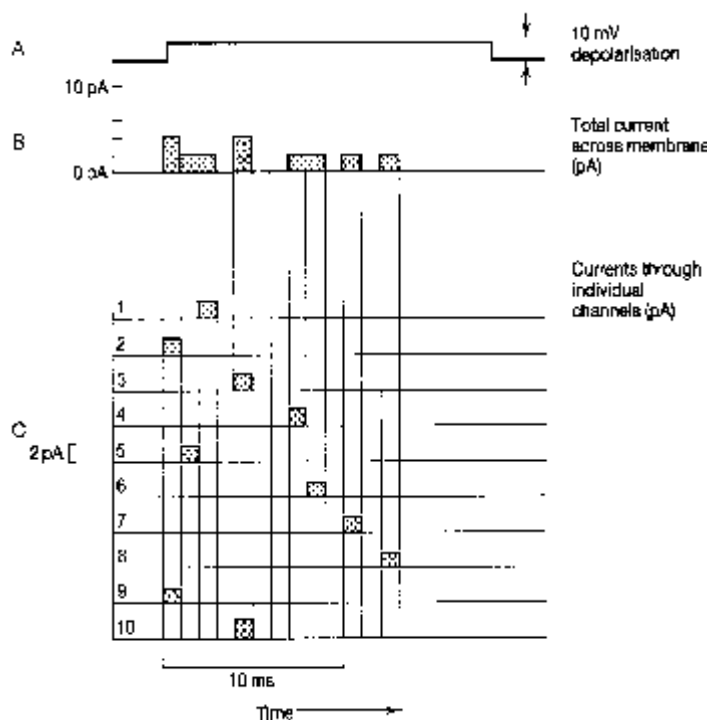 A
10 mV
depolarisation
10 pA
B
Total current
across membrane
(pA)
0 pA
Currents through
individual
channels (pA)
1
2
3
4
C
2 pA
5
6
7
8
9
10
10 ms
Time